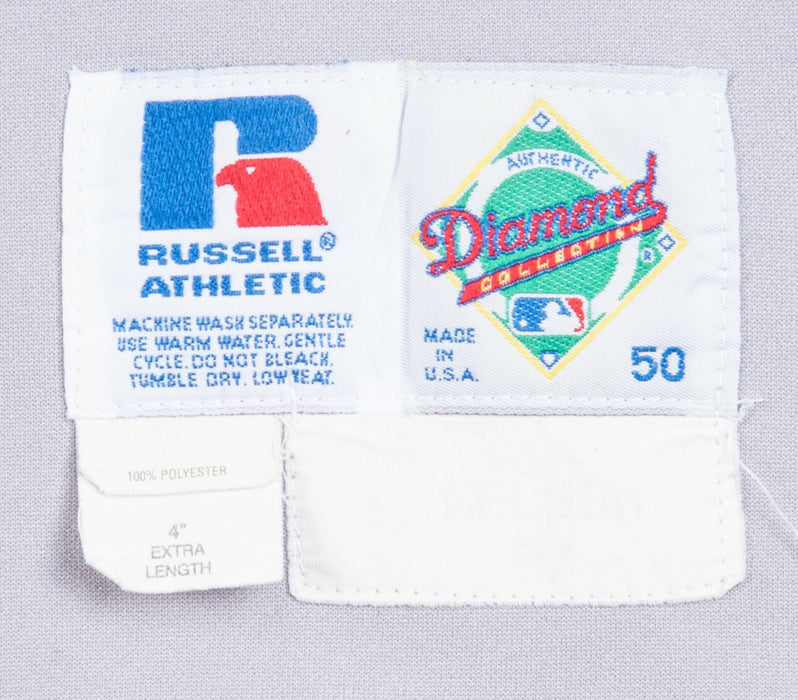 RUSSELL®
ATHLETIC
MACHINE WASH SEPARATELY.
USE WARM WATER. GENTLE
CYCLE. DO NOT BLEACH.
TUMBLE DRY. LOW HEAT.
AUTHENTIC
Diamond
COLLECTION
®
MADE
IN
U.S.A.
50
100% POLYESTER
4"
EXTRA
LENGTH